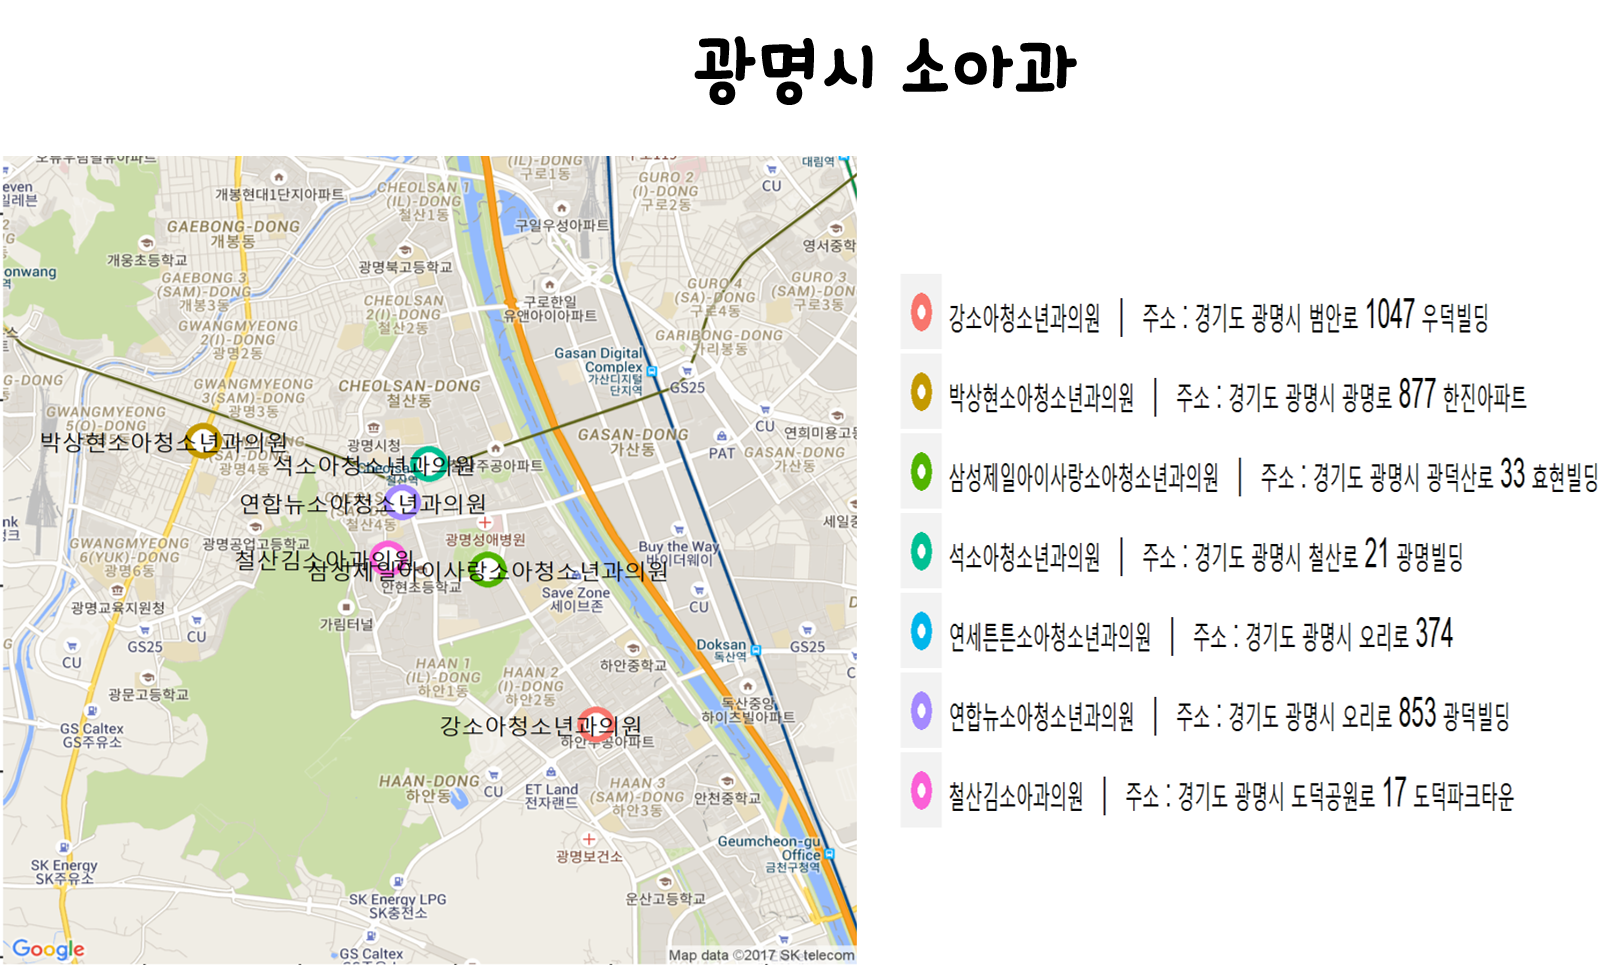 광명시 소아과
개봉현대1단지아파트
CHEOLSAN 1
(IL)-DONG
철산1동
(IL)-DONG
구로1동
GURO 2
(I)-DONG
구로2동
대림역
CU
even
일레븐
GAEBONG-DONG
개봉동
개웅초등학교
구일우성아파트
영서중학
광명북고등학교
onwang
역
GAEBONG 3
(SAM)-DONG
개봉3동
GURO 4
(SA)-DONG
구로4동
GURO 3
(SAM)-DONG
구로3동
CHEOLSAN
2(I)-DONG
철산2동
구로한일
유앤아이아파트
GWANGMYEONG
2(I)-DONG
광명2동
GARIBONG-DONG
가리봉동
Gasan Digital
Complex
가산디지털
단지역
GS25
G-DONG
GWANGMYEONG
3(SAM)-DONG
광명3동
CHEOLSAN-DONG
철산동
GWANGMYEONG
5(O)-DONG
광명5동
CU
광명시청
GASAN-DONG
가산동
PAT
연희미용고
GASAN-DONG
가산동
박상현소아청소년과의원
광명4동
석소아청소년과의원
철산역
주공아파트
연합뉴소아청소년과의원
철산4동
nk
뱅크
GWANGMYEONG
6(YUK)-DONG
광명6동
광명공업고등학교
광명성애병원
세일중
Buy the Way
바이더웨이
철산김소아과의원
삼성제일아이사랑소아청소년과의원
안현초등학교
Save Zone
세이브존
CU
광명교육지원청
가림터널
CU
GS25
CU
Doksan
독산역
GS25
하안중학교
HAAN 1
(IL)-DONG
하안1동
HAAN 2
(I)-DONG
하안2동
광문고등학교
독산중앙
하이츠빌아파트
GS Caltex
GS주유소
강소아청소년과의원
하안주공아파트
HAAN-DONG
하안동
CU
ET Land
전자랜드
HAAN 3
(SAM)-DONG
하안3동
안천중학교
Geumcheon-gu
Office
금천구청역
SK Energy
SK주유소
광명보건소
SK Energy LPG
SK충전소
운산고등학교
GS Caltex
Google
Map data ©2017 SK telecom
강소아청소년과의원 | 주소 : 경기도 광명시 범안로 1047 우덕빌딩
박상현소아청소년과의원 | 주소 : 경기도 광명시 광명로 877 한진아파트
삼성제일아이사랑소아청소년과의원 | 주소 : 경기도 광명시 광덕산로 33 효현빌딩
석소아청소년과의원 | 주소 : 경기도 광명시 철산로 21 광명빌딩
연세튼튼소아청소년과의원 | 주소 : 경기도 광명시 오리로 374
연합뉴소아청소년과의원 | 주소 : 경기도 광명시 오리로 853 광덕빌딩
철산김소아과의원 | 주소 : 경기도 광명시 도덕공원로 17 도덕파크타운